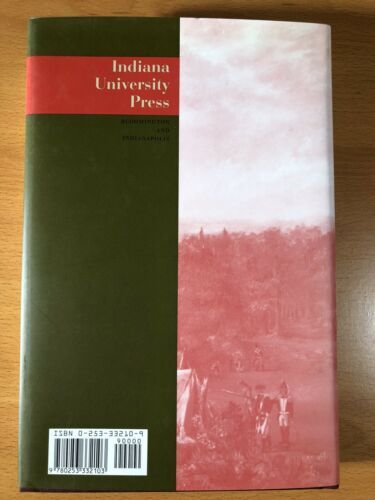 Indiana
University
Press
BLOOMINGTON
AND
INDIANAPOLIS
ISBN 0-253-33210-9
90000
9 780253 332103